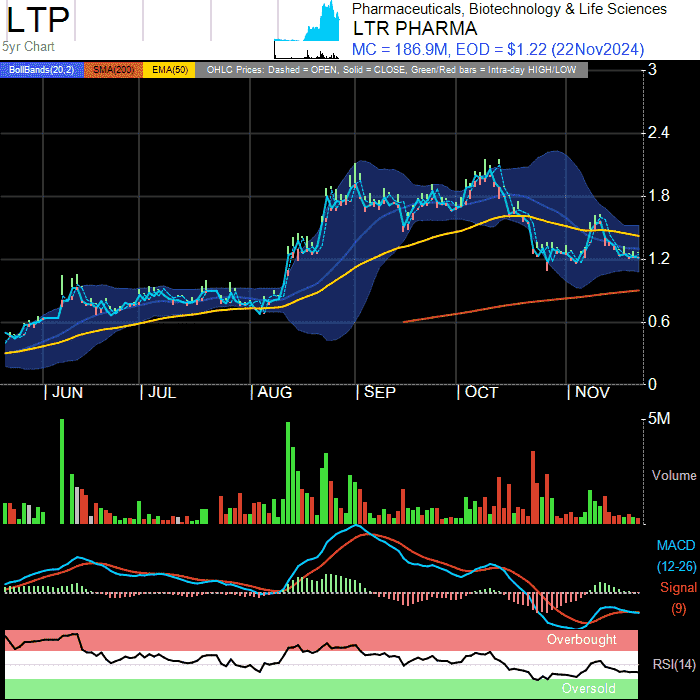 LTP
5yr Chart
Pharmaceuticals, Biotechnology & Life Sciences
LTR PHARMA
MC = 186.9M, EOD = $1.22 (22Nov2024)
BollBands(20,2) SMA(200) EMA(50) OHLC Prices: Dashed = OPEN, Solid = CLOSE, Green/Red bars = Intra-day HIGH/LOW
3
2.4
1.8
1.2
0.6
0
JUN JUL AUG SEP OCT NOV
5M
Volume
MACD
(12-26)
Signal
(9)
Overbought
RSI(14)
Oversold